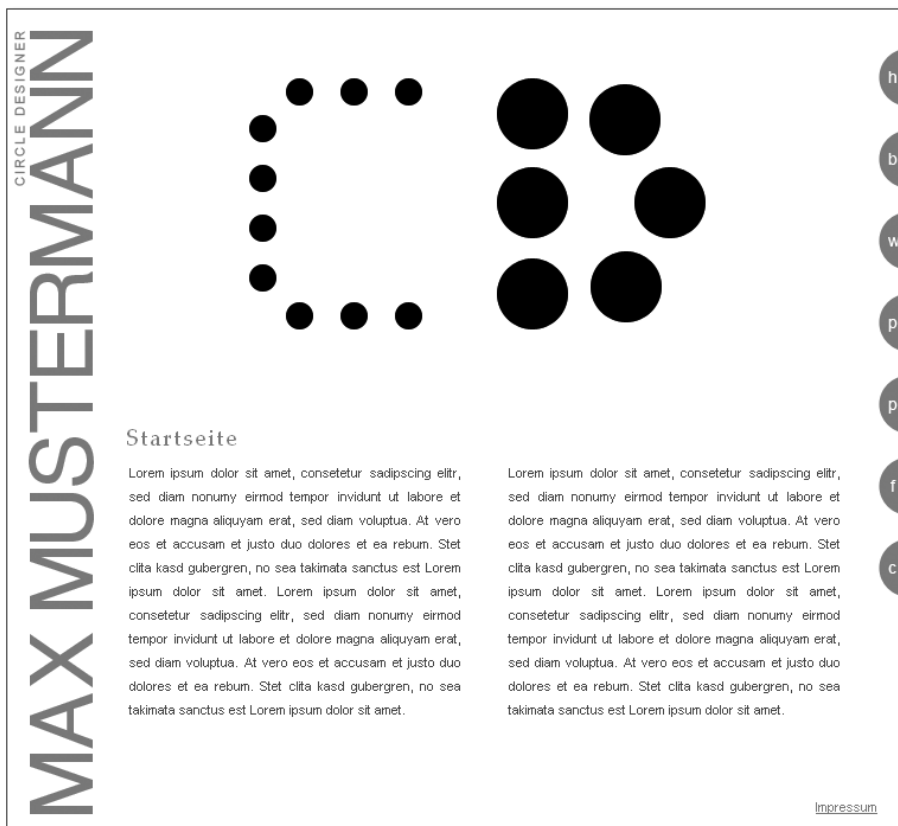 CIRCLE DESIGNER
MAX MUSTERMANN
CD
h
b
w
p
p
f
c
Startseite
Lorem ipsum dolor sit amet, consetetur sadipscing elitr,
sed diam nonumy eirmod tempor invidunt ut labore et
dolore magna aliquyam erat, sed diam voluptua. At vero
eos et accusam et justo duo dolores et ea rebum. Stet
clita kasd gubergren, no sea takimata sanctus est Lorem
ipsum dolor sit amet. Lorem ipsum dolor sit amet,
consetetur sadipscing elitr, sed diam nonumy eirmod
tempor invidunt ut labore et dolore magna aliquyam erat,
sed diam voluptua. At vero eos et accusam et justo duo
dolores et ea rebum. Stet clita kasd gubergren, no sea
takimata sanctus est Lorem ipsum dolor sit amet.
Lorem ipsum dolor sit amet, consetetur sadipscing elitr,
sed diam nonumy eirmod tempor invidunt ut labore et
dolore magna aliquyam erat, sed diam voluptua. At vero
eos et accusam et justo duo dolores et ea rebum. Stet
clita kasd gubergren, no sea takimata sanctus est Lorem
ipsum dolor sit amet. Lorem ipsum dolor sit amet,
consetetur sadipscing elitr, sed diam nonumy eirmod
tempor invidunt ut labore et dolore magna aliquyam erat,
sed diam voluptua. At vero eos et accusam et justo duo
dolores et ea rebum. Stet clita kasd gubergren, no sea
takimata sanctus est Lorem ipsum dolor sit amet.
Impressum